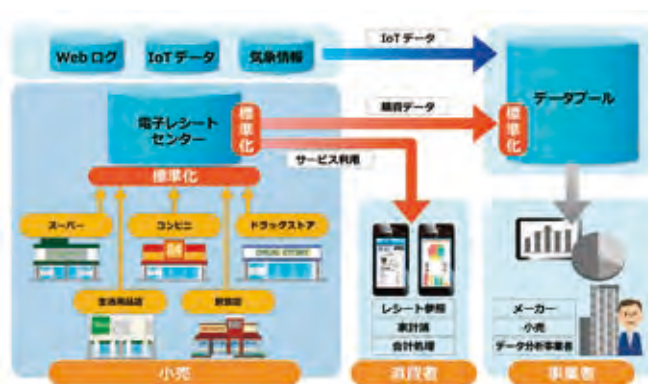 Webログ
IoTデータ
気象情報
IoTデータ
データプール
電子レシート
センター
標準化
購買データ
標準化
サービス利用
標準化
スーパー
コンビニ
ドラッグストア
DRUG STORE
生活用品店
飲食店
レシート参照
家計簿
会計処理
メーカー
小売
データ分析事業者
小売
消費者
事業者